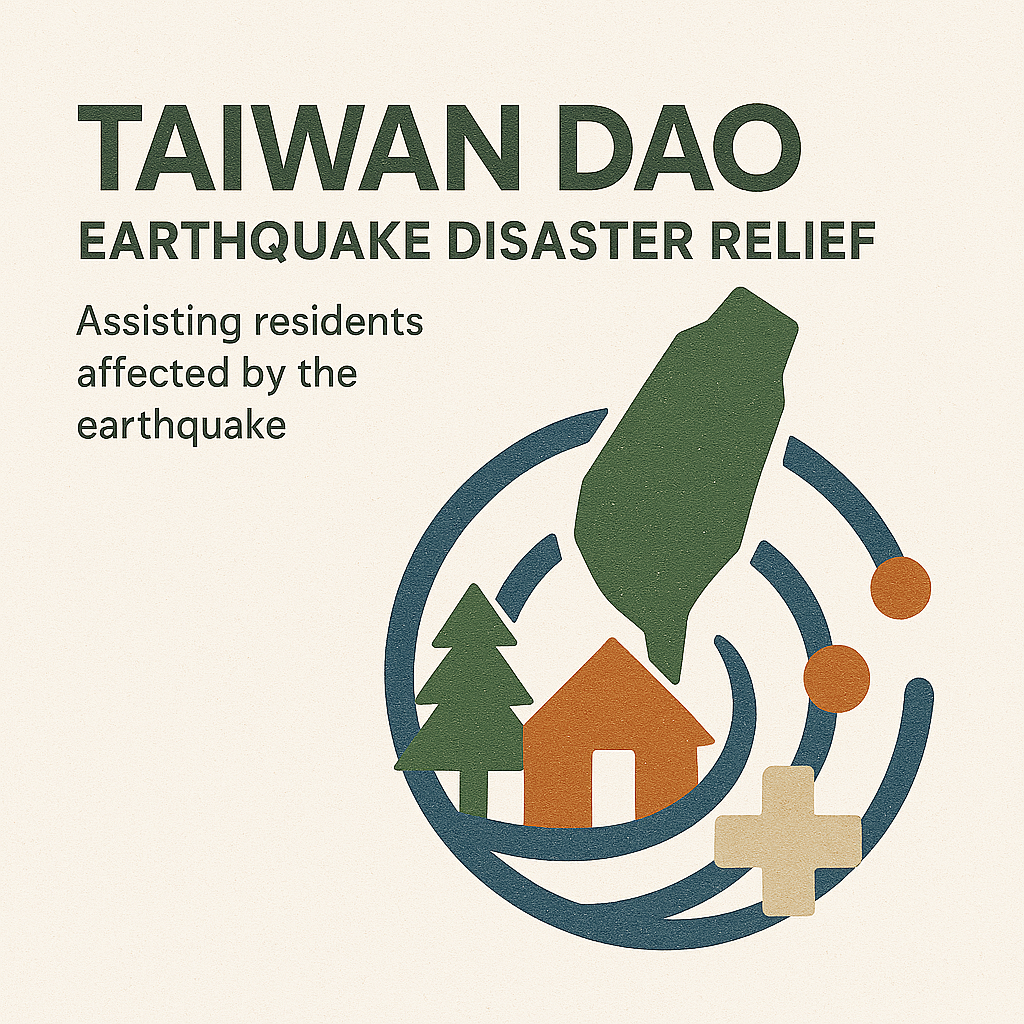 TAIWAN DAO
EARTHQUAKE DISASTER RELIEF
Assisting residents
affected by the
earthquake